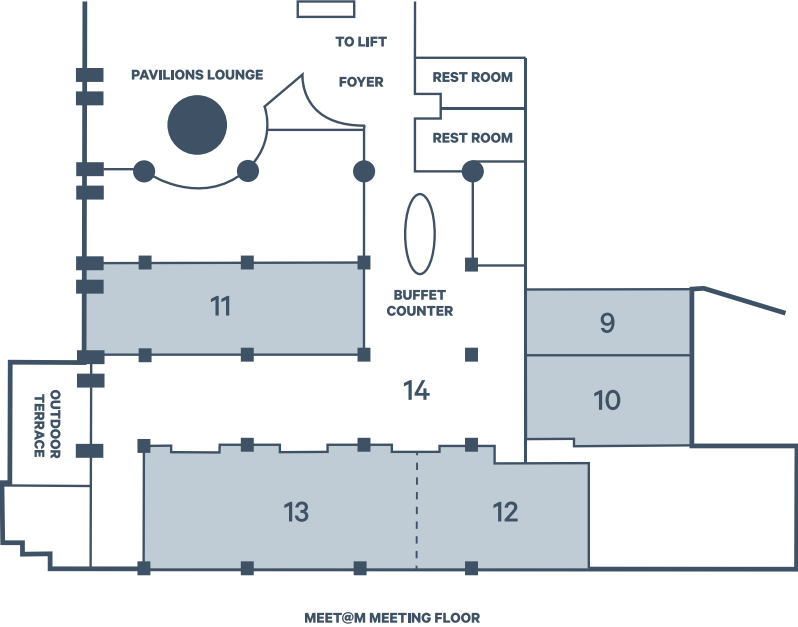 TO LIFT
PAVILIONS LOUNGE
FOYER
REST ROOM
REST ROOM
11
BUFFET
COUNTER
9
10
14
OUTDOOR
TERRACE
13
12
MEET@M MEETING FLOOR